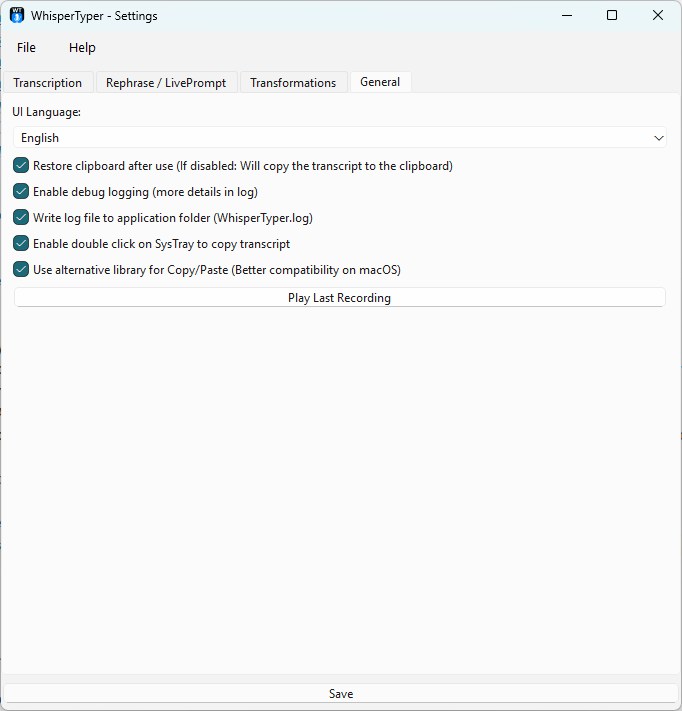 WT
WhisperTyper - Settings
File Help
Transcription Rephrase / LivePrompt Transformations General
UI Language:
English
Restore clipboard after use (If disabled: Will copy the transcript to the clipboard)
Enable debug logging (more details in log)
Write log file to application folder (WhisperTyper.log)
Enable double click on SysTray to copy transcript
Use alternative library for Copy/Paste (Better compatibility on macOS)
Play Last Recording
Save